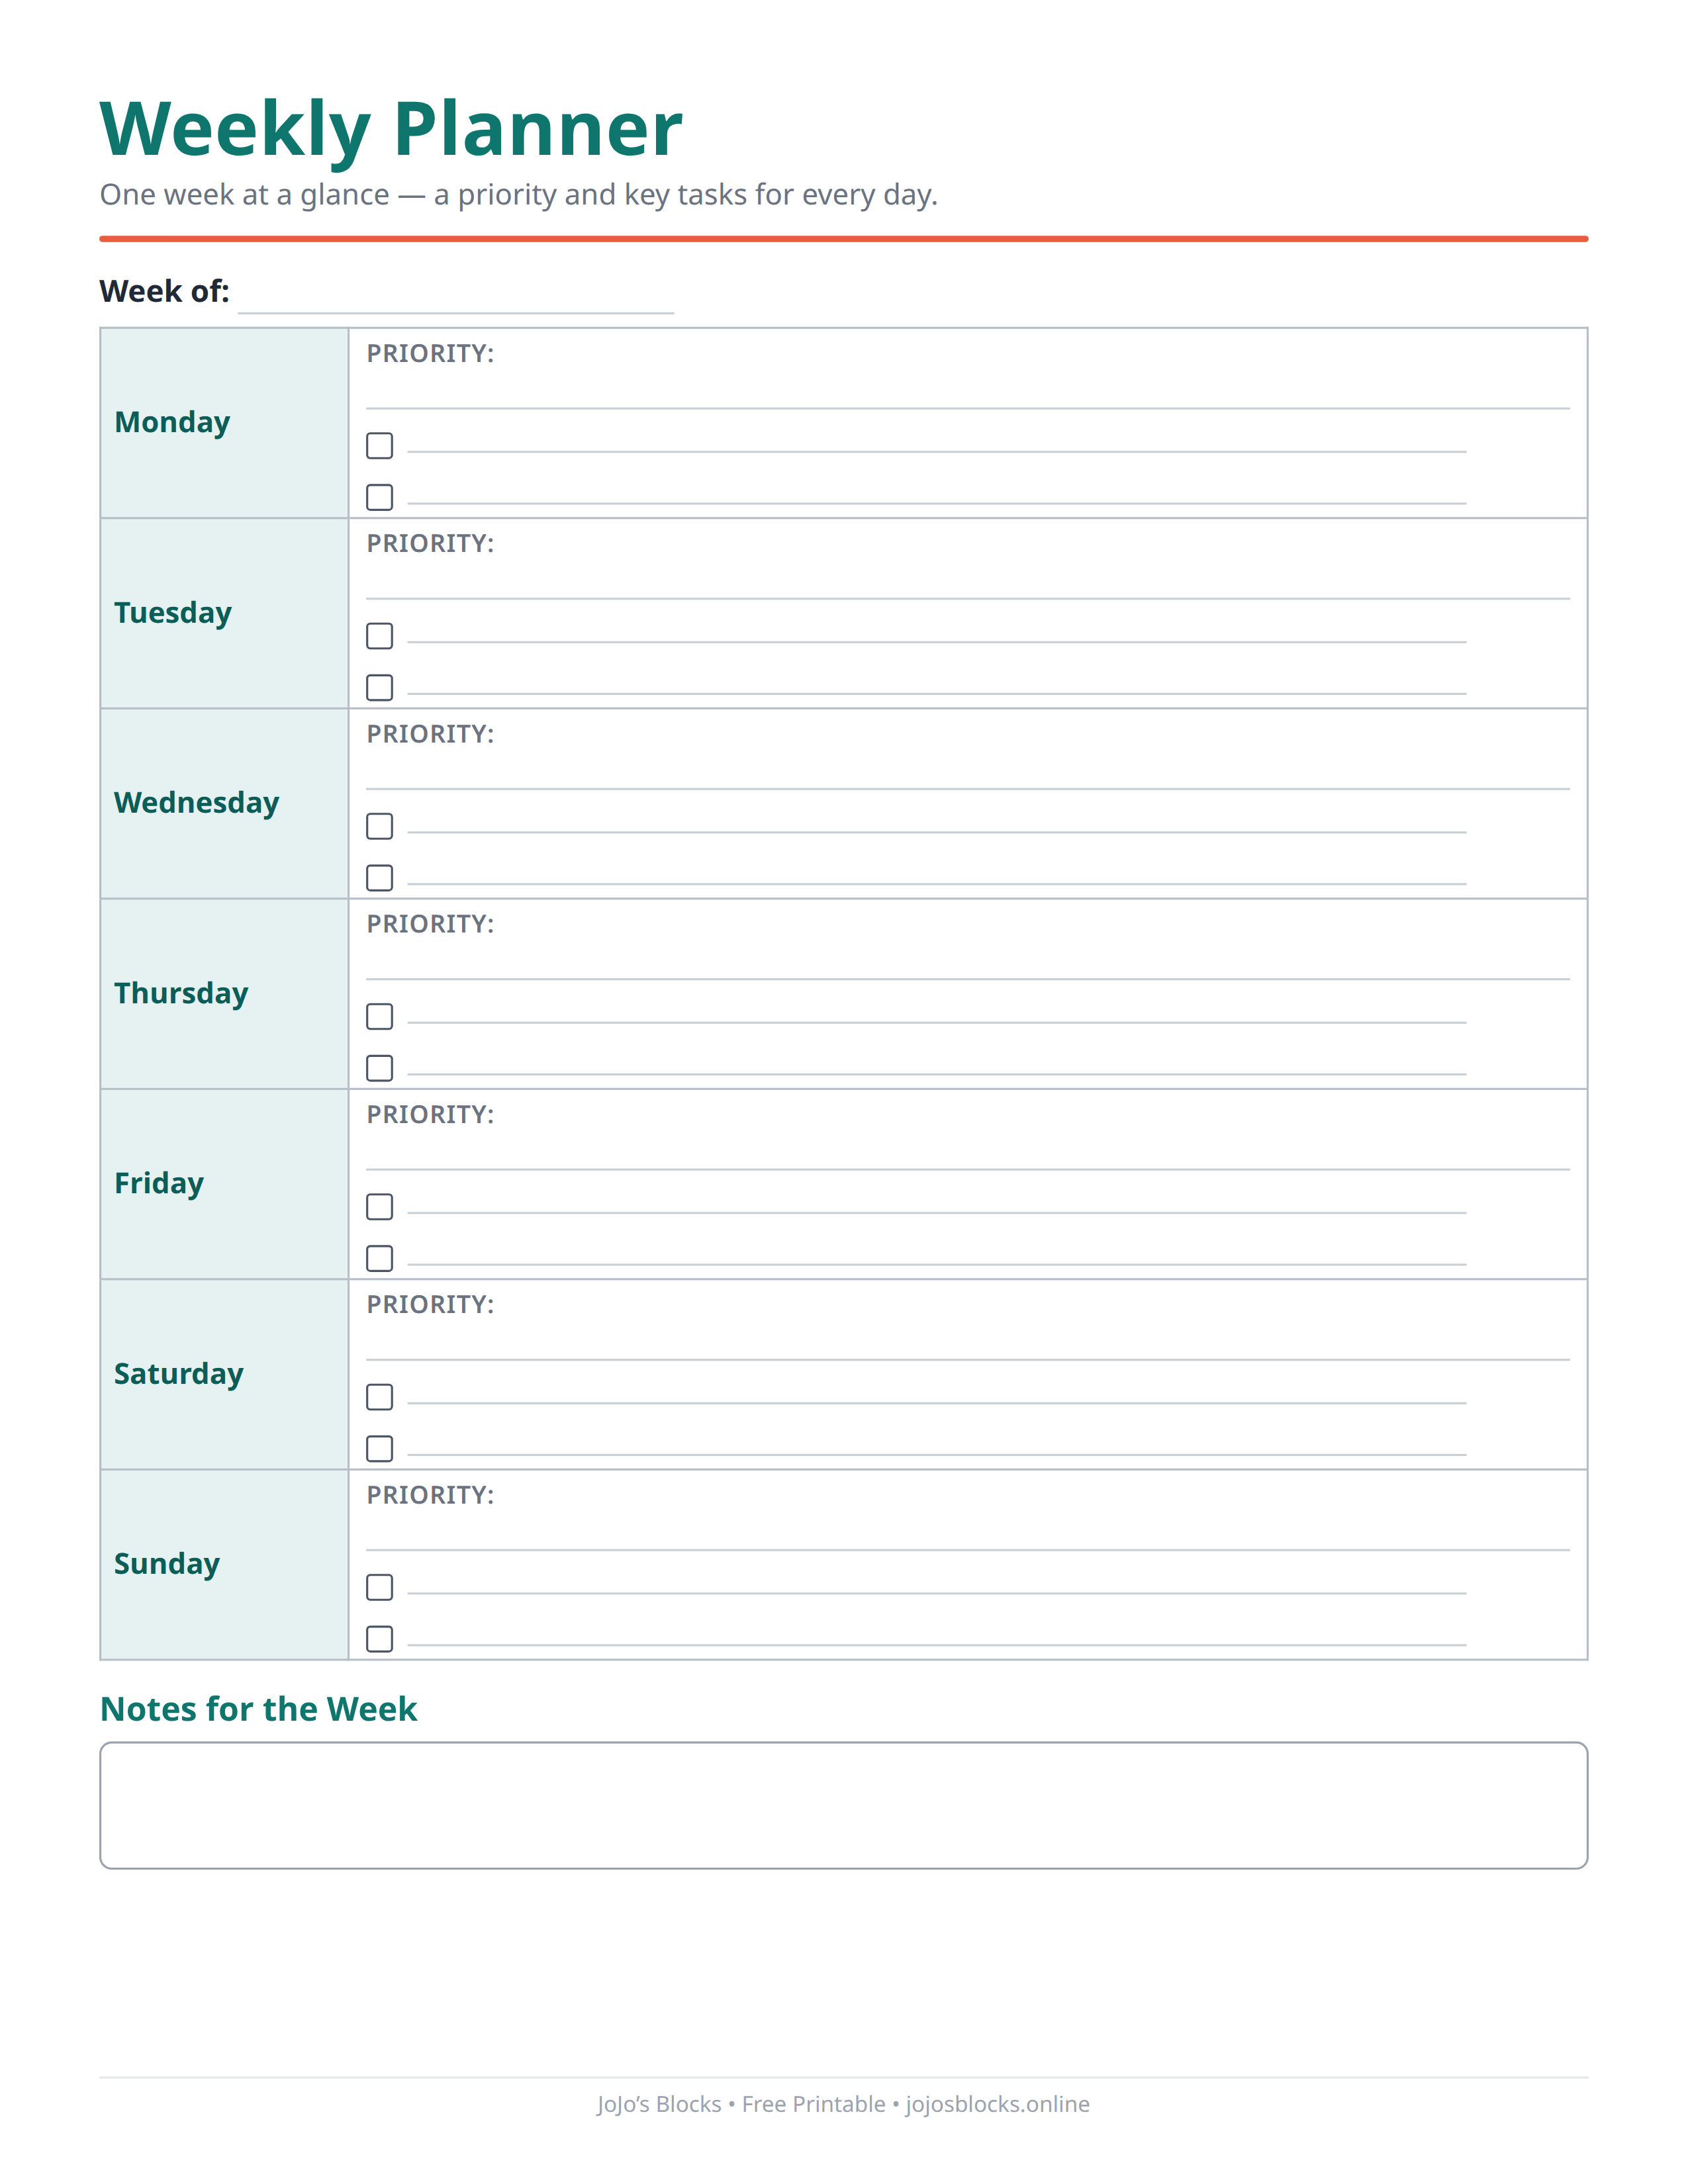 Weekly Planner
One week at a glance — a priority and key tasks for every day.
Week of:
PRIORITY:
Monday
PRIORITY:
Tuesday
PRIORITY:
Wednesday
PRIORITY:
Thursday
PRIORITY:
Friday
PRIORITY:
Saturday
PRIORITY:
Sunday
Notes for the Week
JoJo’s Blocks • Free Printable • jojosblocks.online